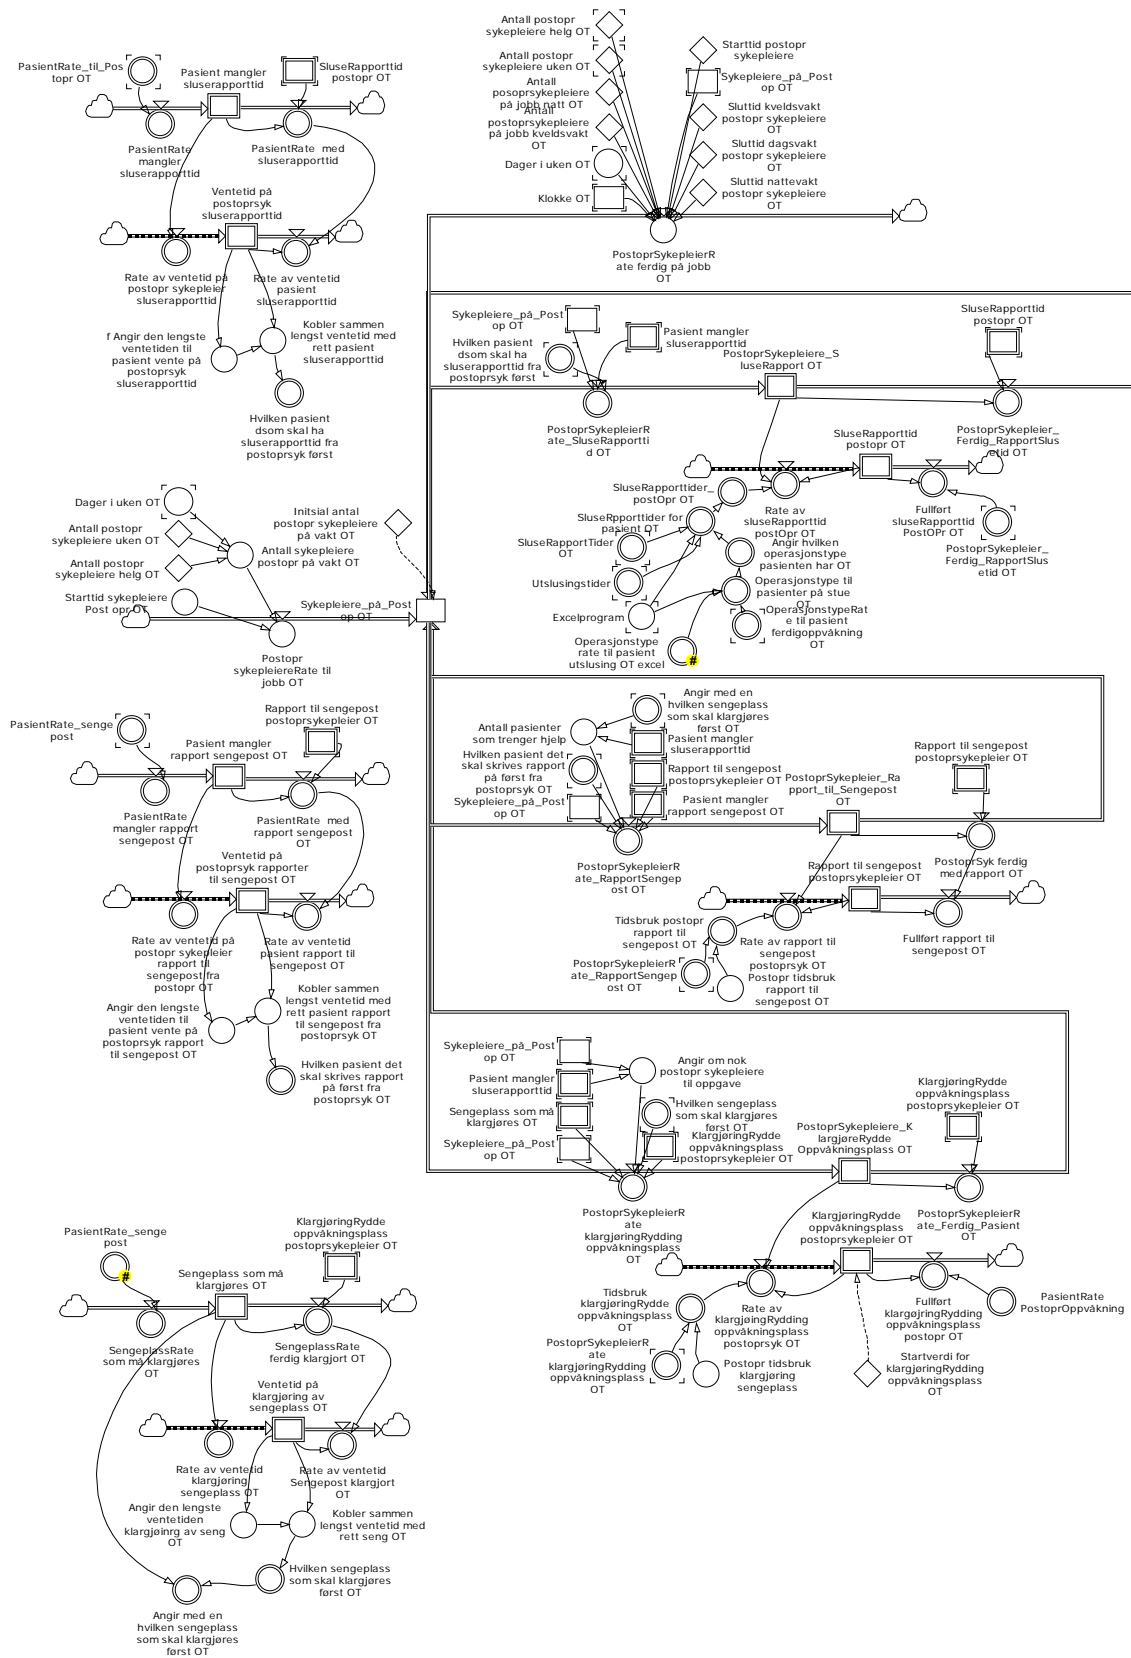 Antall postopr
sykepleiere helg OT
Antall postopr
sykepleiere uken OT
Antall
posoprsykepleiere
på jobb natt OT
Antall
postoprsykepleiere
på jobb kveldsvakt
OT
Dager i uken OT
Klokke OT
Starttid postopr
sykepleiere
Sykepleiere_på_Post
op OT
Sluttid kveldsvakt
postopr sykepleiere
OT
Sluttid dagsvakt
postopr sykepleiere
OT
Sluttid nattevakt
postopr sykepleiere
OT
PostoprSykepleierR
ate ferdig på jobb
OT
PasientRate_til_Pos
topr OT
Pasient mangler
sluserapporttid
SluseRapporttid
postopr OT
PasientRate
mangler
sluserapporttid
PasientRate  med
sluserapporttid
Ventetid på
postoprsyk
sluserapporttid
Rate av ventetid på
postopr sykepleier
sluserapporttid
Rate av ventetid
pasient
sluserapporttid
f Angir den lengste
ventetiden til
pasient vente på
postoprsyk
sluserapporttid
Kobler sammen
lengst ventetid med
rett pasient
sluserapporttid
Hvilken pasient
dsom skal ha
sluserapporttid fra
postoprsyk først
Sykepleiere_på_Post
op OT
Hvilken pasient
dsom skal ha
sluserapporttid fra
postoprsyk først
Pasient mangler
sluserapporttid
PostoprSykepleiere_S
luseRapport OT
SluseRapporttid
postopr OT
PostoprSykepleierR
ate_SluseRapportti
d OT
PostoprSykepleier_
Ferdig_RapportSlus
etid OT
SluseRapporttid
postopr OT
SluseRapporttider_
postOpr OT
Rate av
sluseRapporttid
postOpr OT
Fullført
sluseRapporttid
PostOPr OT
PostoprSykepleier_
Ferdig_RapportSlus
etid OT
SluseRpporttider for
pasient OT
SluseRapportTider
OT
Angir hvilken
operasjonstype
pasienten har OT
Utslusingstider
Operasjonstype til
pasienter på stue
OT
Excelprogram
OperasjonstypeRat
e til pasient
ferdigoppvåkning
OT
Operasjonstype
rate til pasient
utslusing OT excel
#
Dager i uken OT
Antall postopr
sykepleiere uken OT
Antall postopr
sykepleiere helg OT
Initsial antal
postopr sykepleiere
på vakt OT
Antall sykepleiere
postopr på vakt OT
Starttid sykepleiere
Post opr OT
Sykepleiere_på_Post
op OT
Postopr
sykepleiereRate til
jobb OT
PasientRate_senge
post
Rapport til sengepost
postoprsykepleier OT
Pasient mangler
rapport sengepost OT
PasientRate
mangler rapport
sengepost OT
PasientRate  med
rapport sengepost
OT
Ventetid på
postoprsyk rapporter
til sengepost OT
Rate av ventetid på
postopr sykepleier
rapport til
sengepost fra
postopr OT
Rate av ventetid
pasient rapport til
sengepost OT
Angir den lengste
ventetiden til
pasient vente på
postoprsyk rapport
til sengepost OT
Kobler sammen
lengst ventetid med
rett pasient rapport
til sengepost fra
postoprsyk OT
Hvilken pasient det
skal skrives rapport
på først fra
postoprsyk OT
Antall pasienter
som trenger hjelp
Angir med en
hvilken sengeplass
som skal klargjøres
først OT
Pasient mangler
sluserapporttid
Hvilken pasient det
skal skrives rapport
på først fra
postoprsyk OT
Rapport til sengepost
postoprsykepleier OT
Sykepleiere_på_Post
op OT
Pasient mangler
rapport sengepost OT
PostoprSykepleier_Ra
pport_til_Sengepost
OT
Rapport til sengepost
postoprsykepleier OT
PostoprSykepleierR
ate_RapportSengep
ost OT
PostoprSyk ferdig
med rapport OT
Rapport til sengepost
postoprsykepleier OT
Tidsbruk postopr
rapport til
sengepost OT
Rate av rapport til
sengepost
postoprsyk OT
Fullført rapport til
sengepost OT
PostoprSykepleierR
ate_RapportSengep
ost OT
Postopr tidsbruk
rapport til
sengepost OT
Sykepleiere_på_Post
op OT
Pasient mangler
sluserapporttid
Sengeplass som må
klargjøres OT
Sykepleiere_på_Post
op OT
Angir om nok
postopr sykepleiere
til oppgave
Hvilken sengeplass
som skal klargjøres
først OT
KlargjøringRydde
oppvåkningsplass
postoprsykepleier OT
PostoprSykepleiere_K
largjøreRydde
Oppvåkningsplass OT
KlargjøringRydde
oppvåkningsplass
postoprsykepleier OT
PostoprSykepleierR
ate
klargjøringRydding
oppvåkningsplass
OT
PostoprSykepleierR
ate_Ferdig_Pasient
OT
KlargjøringRydde
oppvåkningsplass
postoprsykepleier OT
Tidsbruk
klargjøringRydde
oppvåkningsplass
OT
Rate av
klargjøingRydding
oppvåkningsplass
postoprsyk OT
Fullført
klargøjringRydding
oppvåkningsplass
postopr OT
PasientRate
PostoprOppvåkning
PostoprSykepleierR
ate
klargjøringRydding
oppvåkningsplass
OT
Postopr tidsbruk
klargjøring
sengeplass
Startverdi for
klargjøringRydding
oppvåkningsplass
OT
PasientRate_senge
post
#
KlargjøringRydde
oppvåkningsplass
postoprsykepleier OT
Sengeplass som må
klargjøres OT
SengeplassRate
som må klargjøres
OT
SengeplassRate
ferdig klargjort OT
Ventetid på
klargjøring av
sengeplass OT
Rate av ventetid
klargjøring
sengeplass OT
Rate av ventetid
Sengepost klargjort
OT
Angir den lengste
ventetiden
klargjøinrg av seng
OT
Kobler sammen
lengst ventetid med
rett seng OT
Hvilken sengeplass
som skal klargjøres
først OT
Angir med en
hvilken sengeplass
som skal klargjøres
først OT